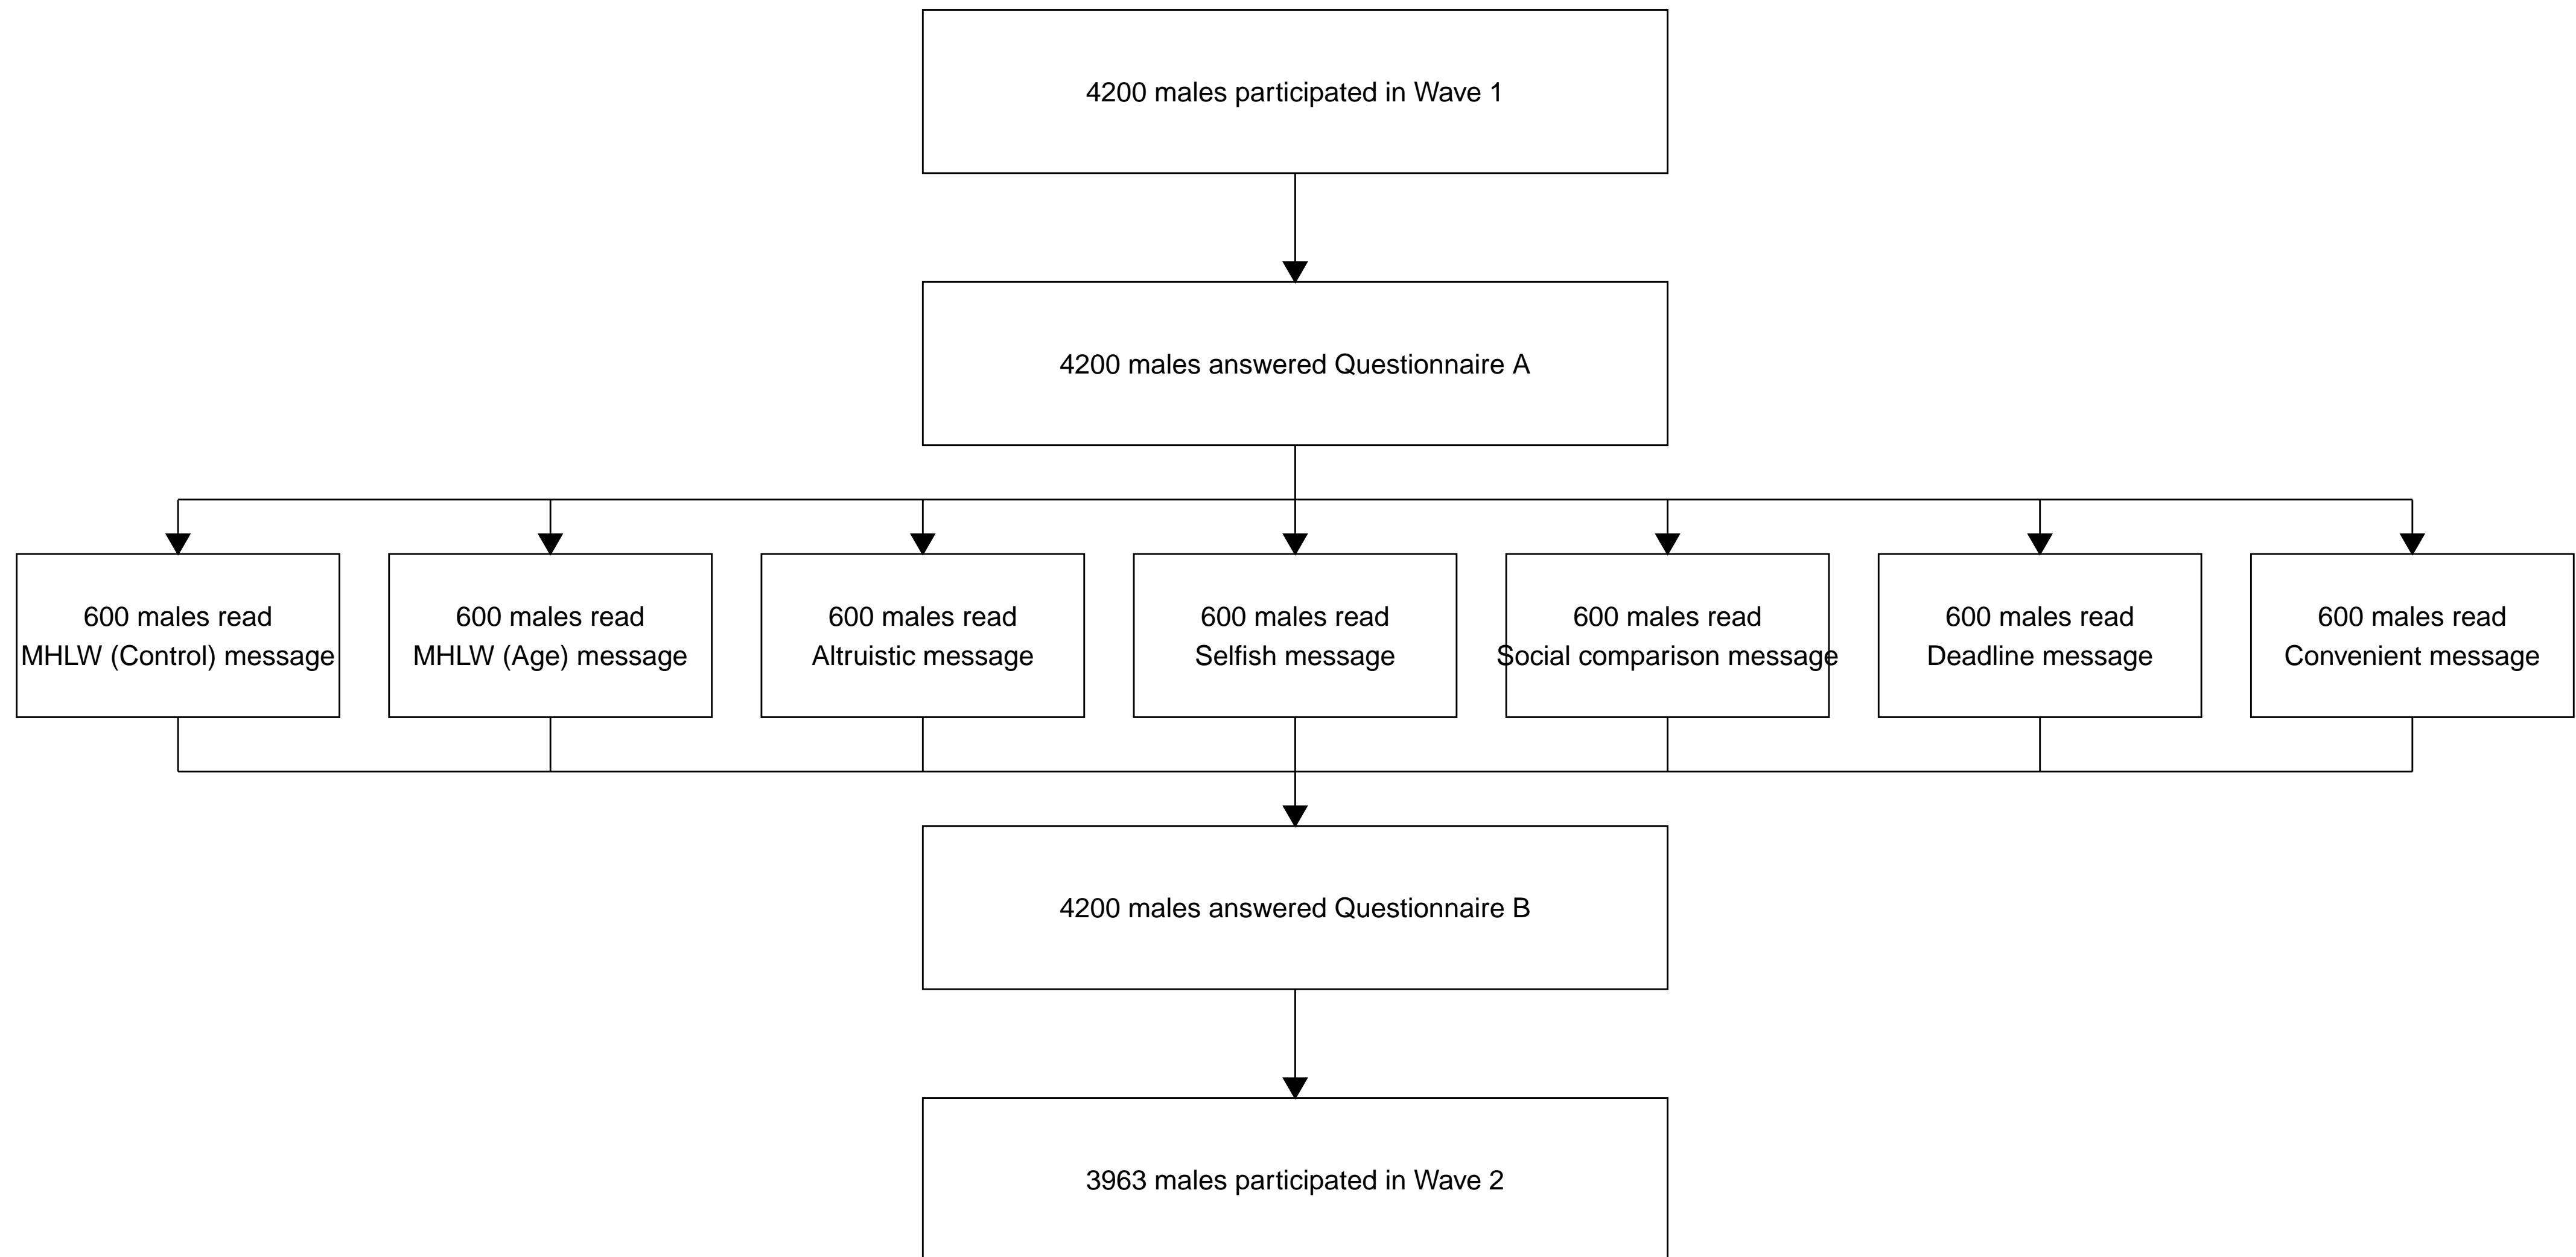 4200 males participated in Wave 1
4200 males answered Questionnaire A
600 males read
MHLW (Control) message
600 males read
MHLW (Age) message
600 males read
Altruistic message
600 males read
Selfish message
600 males read
Social comparison message
600 males read
Deadline message
600 males read
Convenient message
4200 males answered Questionnaire B
3963 males participated in Wave 2